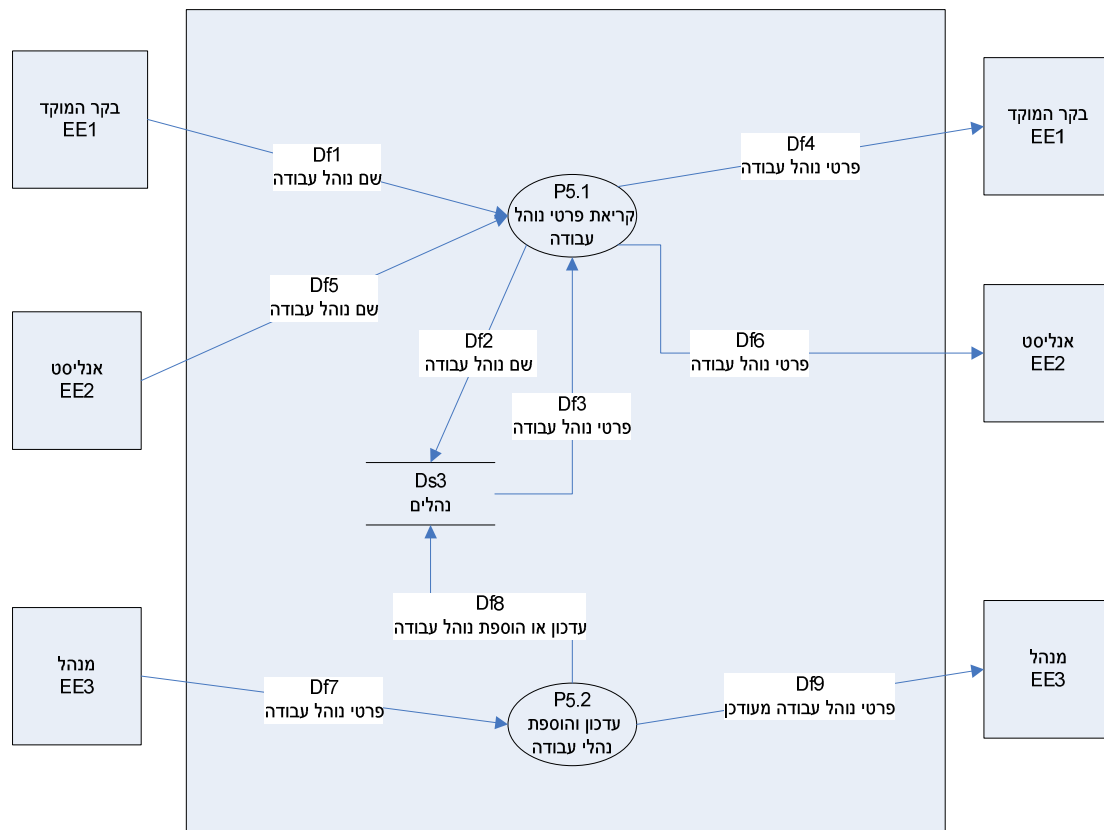 בקר המוקד
EE1
Df1
שם נוהל עבודה
P5.1
קריאת פרטי נוהל
עבודה
Df4
פרטי נוהל עבודה
בקר המוקד
EE1
אנליסט
EE2
Df5
שם נוהל עבודה
Df2
שם נוהל עבודה
Df3
פרטי נוהל עבודה
Df6
פרטי נוהל עבודה
אנליסט
EE2
Ds3
נהלים
Df8
עדכון או הוספת נוהל עבודה
מנהל
EE3
Df7
פרטי נוהל עבודה
P5.2
עדכון והוספת
נהלי עבודה
Df9
פרטי נוהל עבודה מעודכן
מנהל
EE3